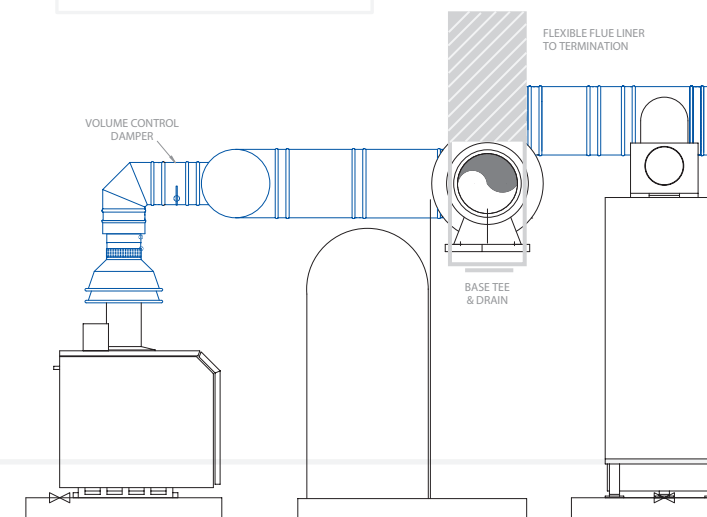 FLEXIBLE FLUE LINER
TO TERMINATION
VOLUME CONTROL
DAMPER
BASE TEE
& DRAIN